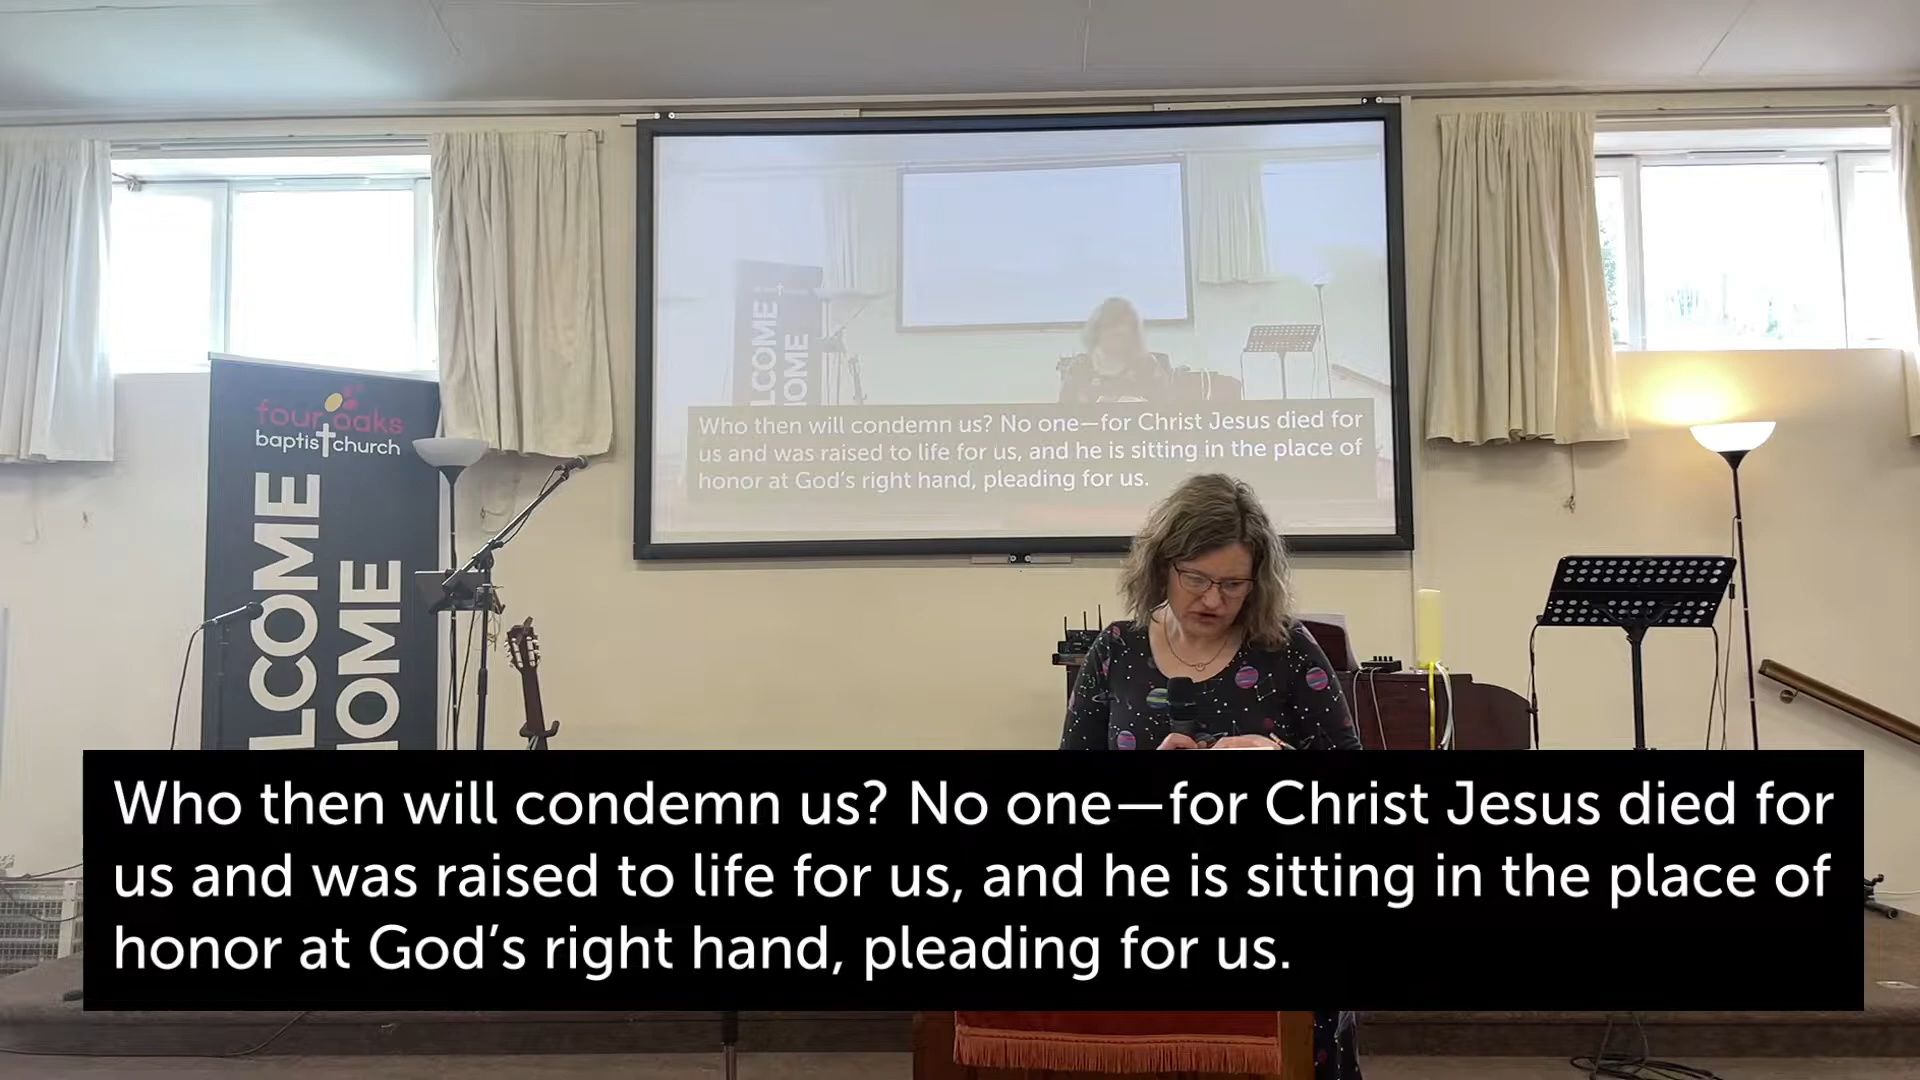 four oaks
baptist church
LCOME
HOME
LCOME
HOME
Who then will condemn us? No one—for Christ Jesus died for
us and was raised to life for us, and he is sitting in the place of
honor at God's right hand, pleading for us.
Who then will condemn us? No one—for Christ Jesus died for
us and was raised to life for us, and he is sitting in the place of
honor at God's right hand, pleading for us.